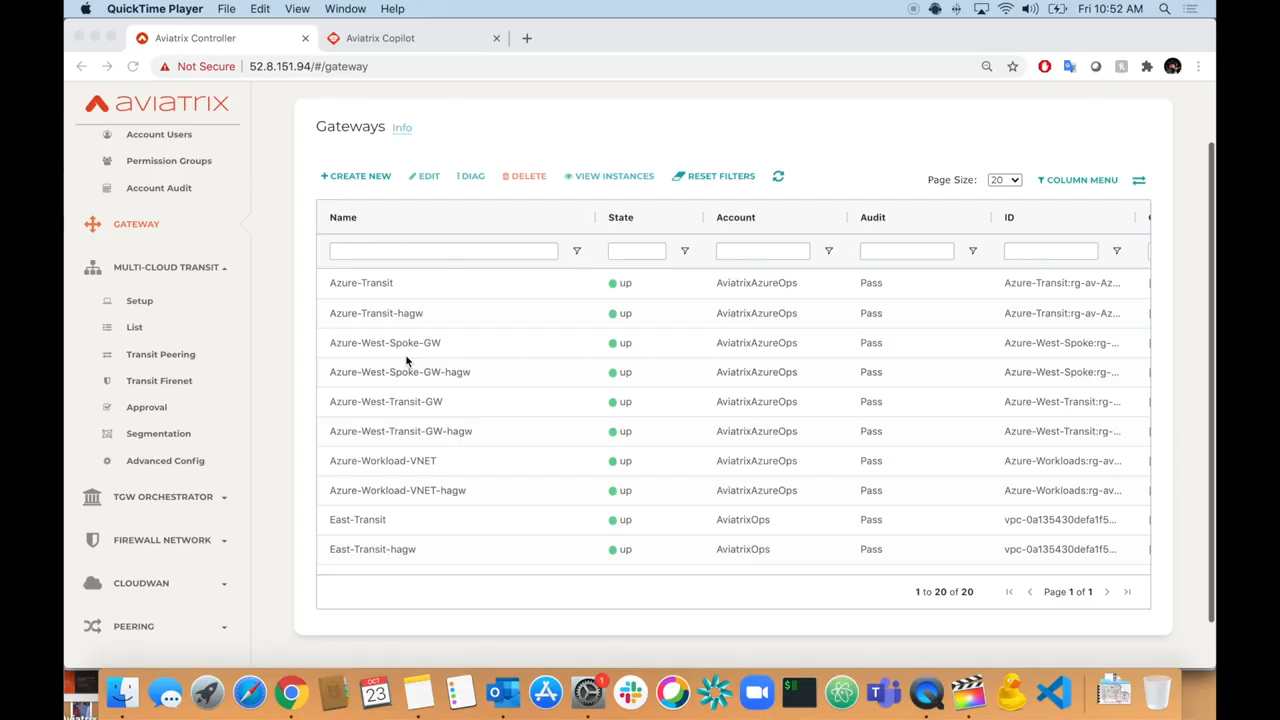 QuickTime Player File Edit View Window Help Fri 10:52 AM
Aviatrix Controller Aviatrix Copilot
Not Secure 52.8.151.94/#/gateway
aviatrix
Account Users
Permission Groups
Account Audit
GATEWAY
MULTI-CLOUD TRANSIT
Setup
List
Transit Peering
Transit Firenet
Approval
Segmentation
Advanced Config
TGW ORCHESTRATOR
FIREWALL NETWORK
CLOUDWAN
PEERING
Gateways Info
+ CREATE NEW EDIT DIAG DELETE VIEW INSTANCES RESET FILTERS Page Size: 20 COLUMN MENU
Name State Account Audit ID
Azure-Transit up AviatrixAzureOps Pass Azure-Transit:rg-av-Az...
Azure-Transit-hagw up AviatrixAzureOps Pass Azure-Transit:rg-av-Az...
Azure-West-Spoke-GW up AviatrixAzureOps Pass Azure-West-Spoke:rg-...
Azure-West-Spoke-GW-hagw up AviatrixAzureOps Pass Azure-West-Spoke:rg-...
Azure-West-Transit-GW up AviatrixAzureOps Pass Azure-West-Transit:rg-...
Azure-West-Transit-GW-hagw up AviatrixAzureOps Pass Azure-West-Transit:rg-...
Azure-Workload-VNET up AviatrixAzureOps Pass Azure-Workloads:rg-av...
Azure-Workload-VNET-hagw up AviatrixAzureOps Pass Azure-Workloads:rg-av...
East-Transit up AviatrixOps Pass vpc-0a135430defa1f5...
East-Transit-hagw up AviatrixOps Pass vpc-0a135430defa1f5...
1 to 20 of 20 Page 1 of 1
OCT
23
1